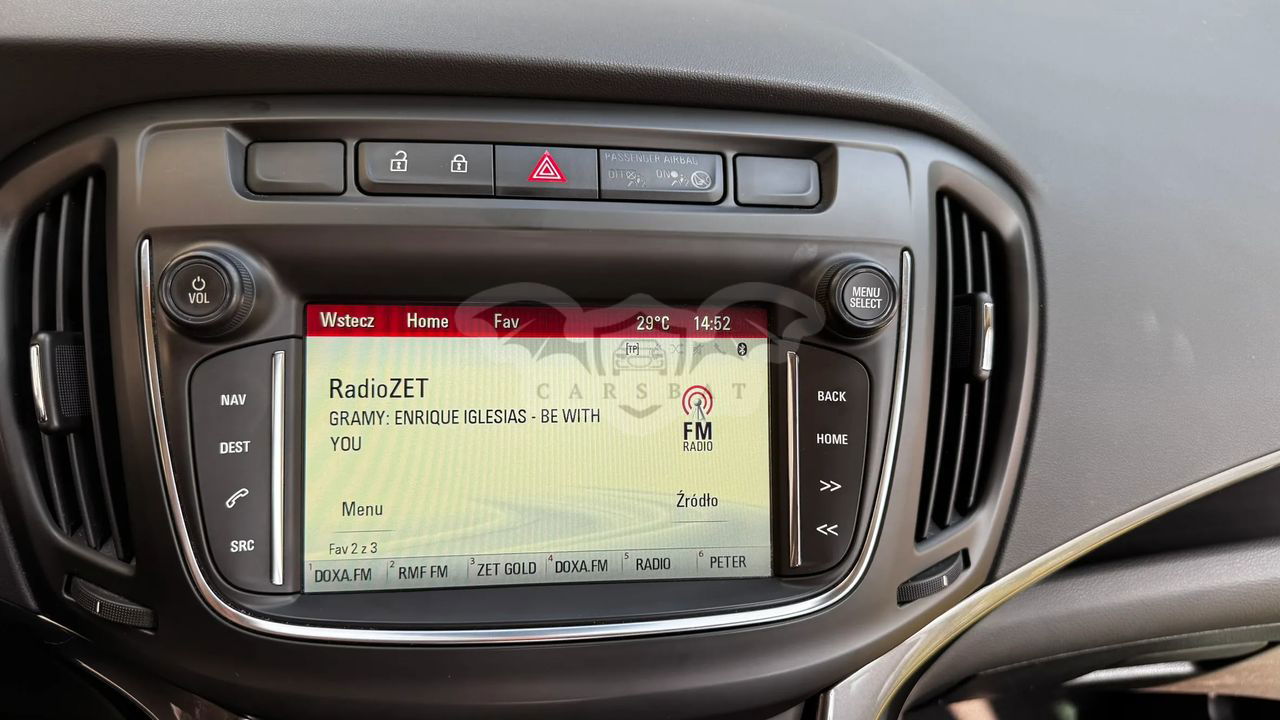 PASSENGER AIRBAG
OFF ON
VOL
MENU
SELECT
Wstecz Home Fav 29°C 14:52
[TP]
CARSBAT
RadioZET
GRAMY: ENRIQUE IGLESIAS - BE WITH
YOU
FM
RADIO
Menu
Źródło
Fav 2 z 3
1 DOXA.FM 2 RMF FM 3 ZET GOLD 4 DOXA.FM 5 RADIO 6 PETER
NAV
DEST
SRC
BACK
HOME
>>
<<